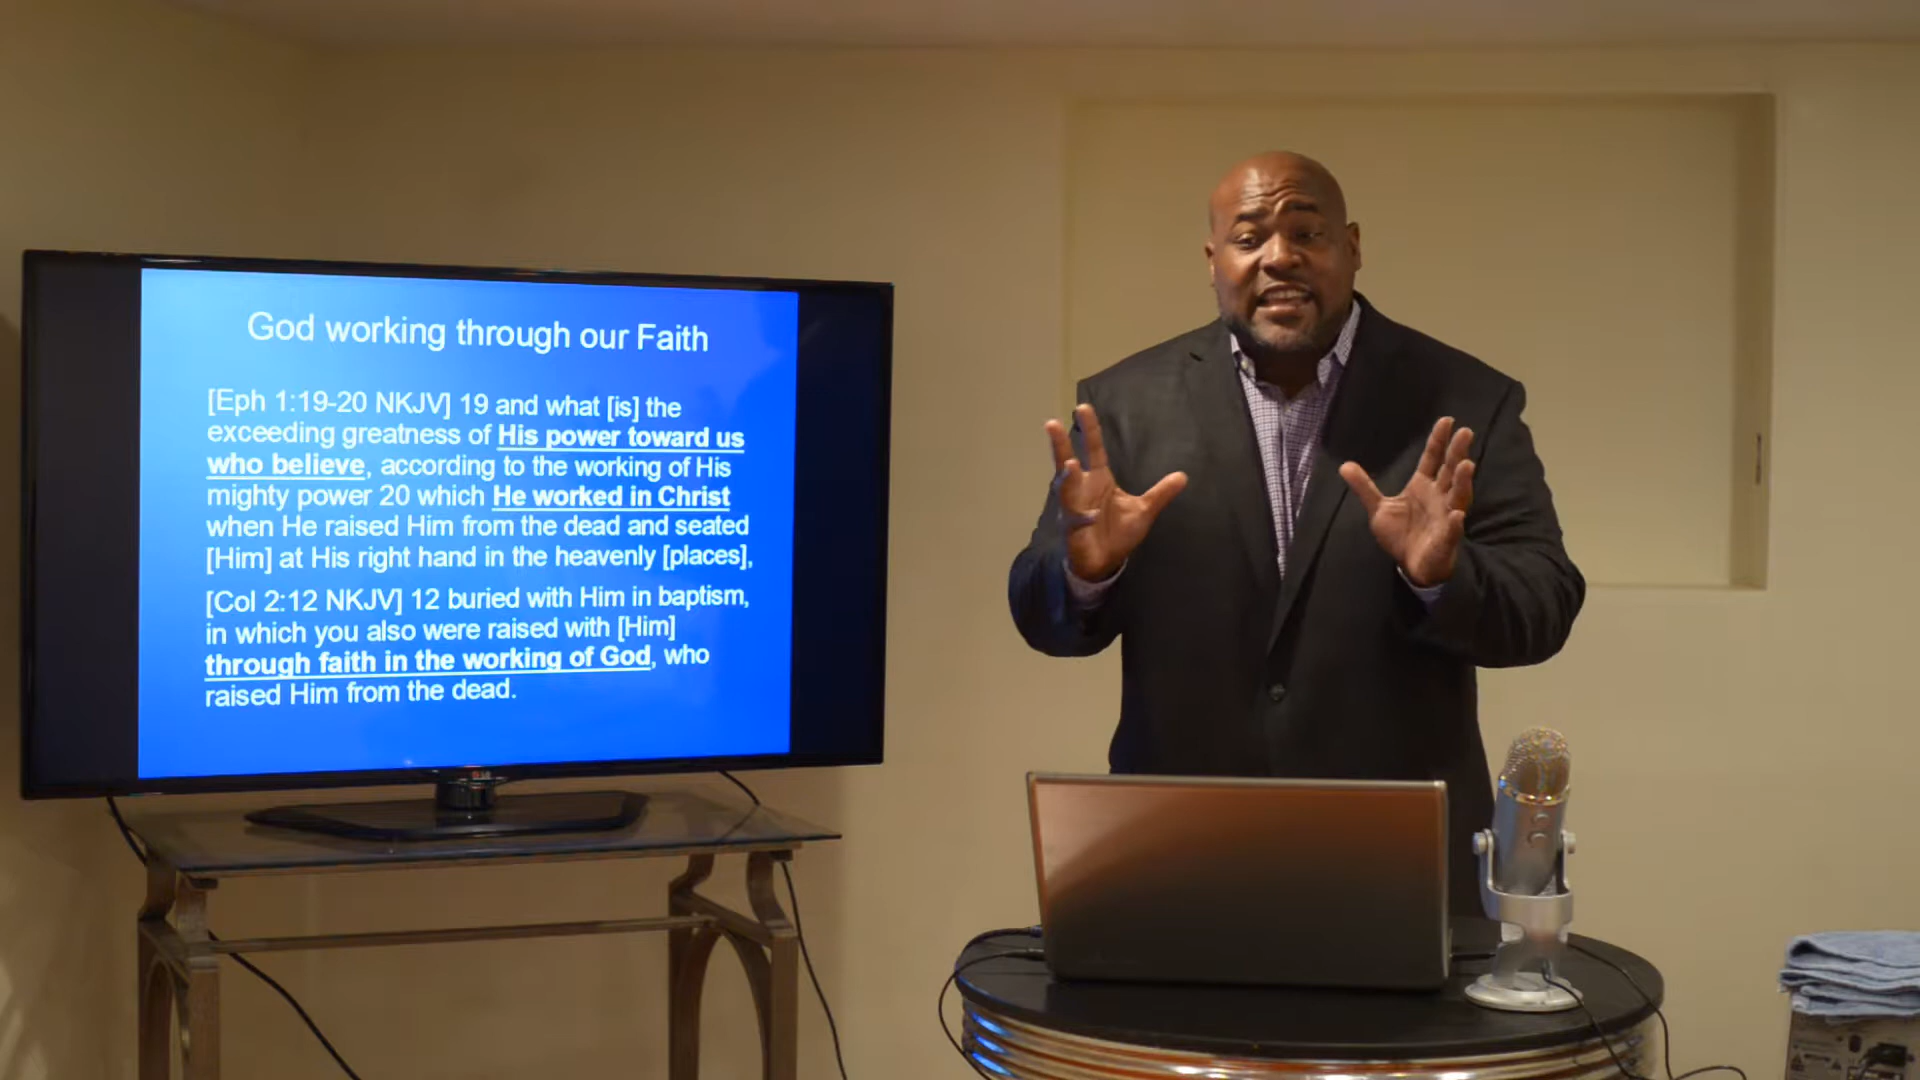 God working through our Faith
[Eph 1:19-20 NKJV] 19 and what [is] the
exceeding greatness of His power toward us
who believe, according to the working of His
mighty power 20 which He worked in Christ
when He raised Him from the dead and seated
[Him] at His right hand in the heavenly [places],
[Col 2:12 NKJV] 12 buried with Him in baptism,
in which you also were raised with [Him]
through faith in the working of God, who
raised Him from the dead.
LG